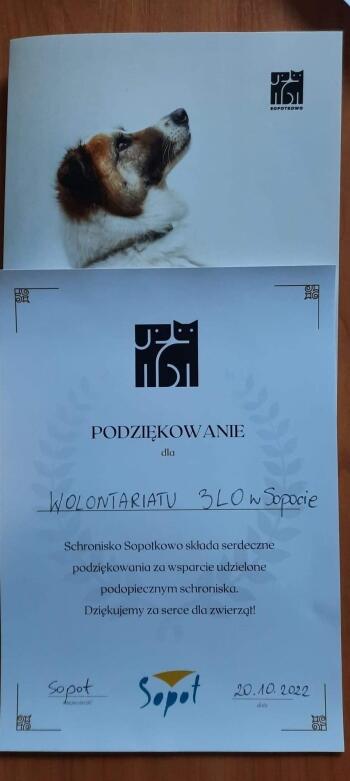 SOPOTKOWO
PODZIĘKOWANIE
dla
WOLONTARIATU 3LO w Sopocie
Schronisko Sopotkowo składa serdeczne
podziękowania za wsparcie udzielone
podopiecznym schroniska.
Dziękujemy za serce dla zwierząt!
Sopot
miejscowość
Sopot
20.10.2022
data